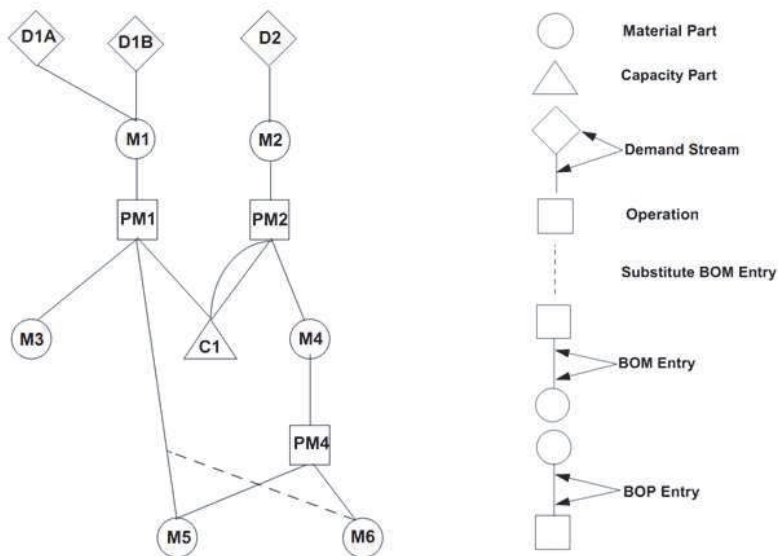 D1A
D1B
D2
M1
M2
PM1
PM2
M3
C1
M4
PM4
M5
M6
Material Part
Capacity Part
Demand Stream
Operation
Substitute BOM Entry
BOM Entry
BOP Entry